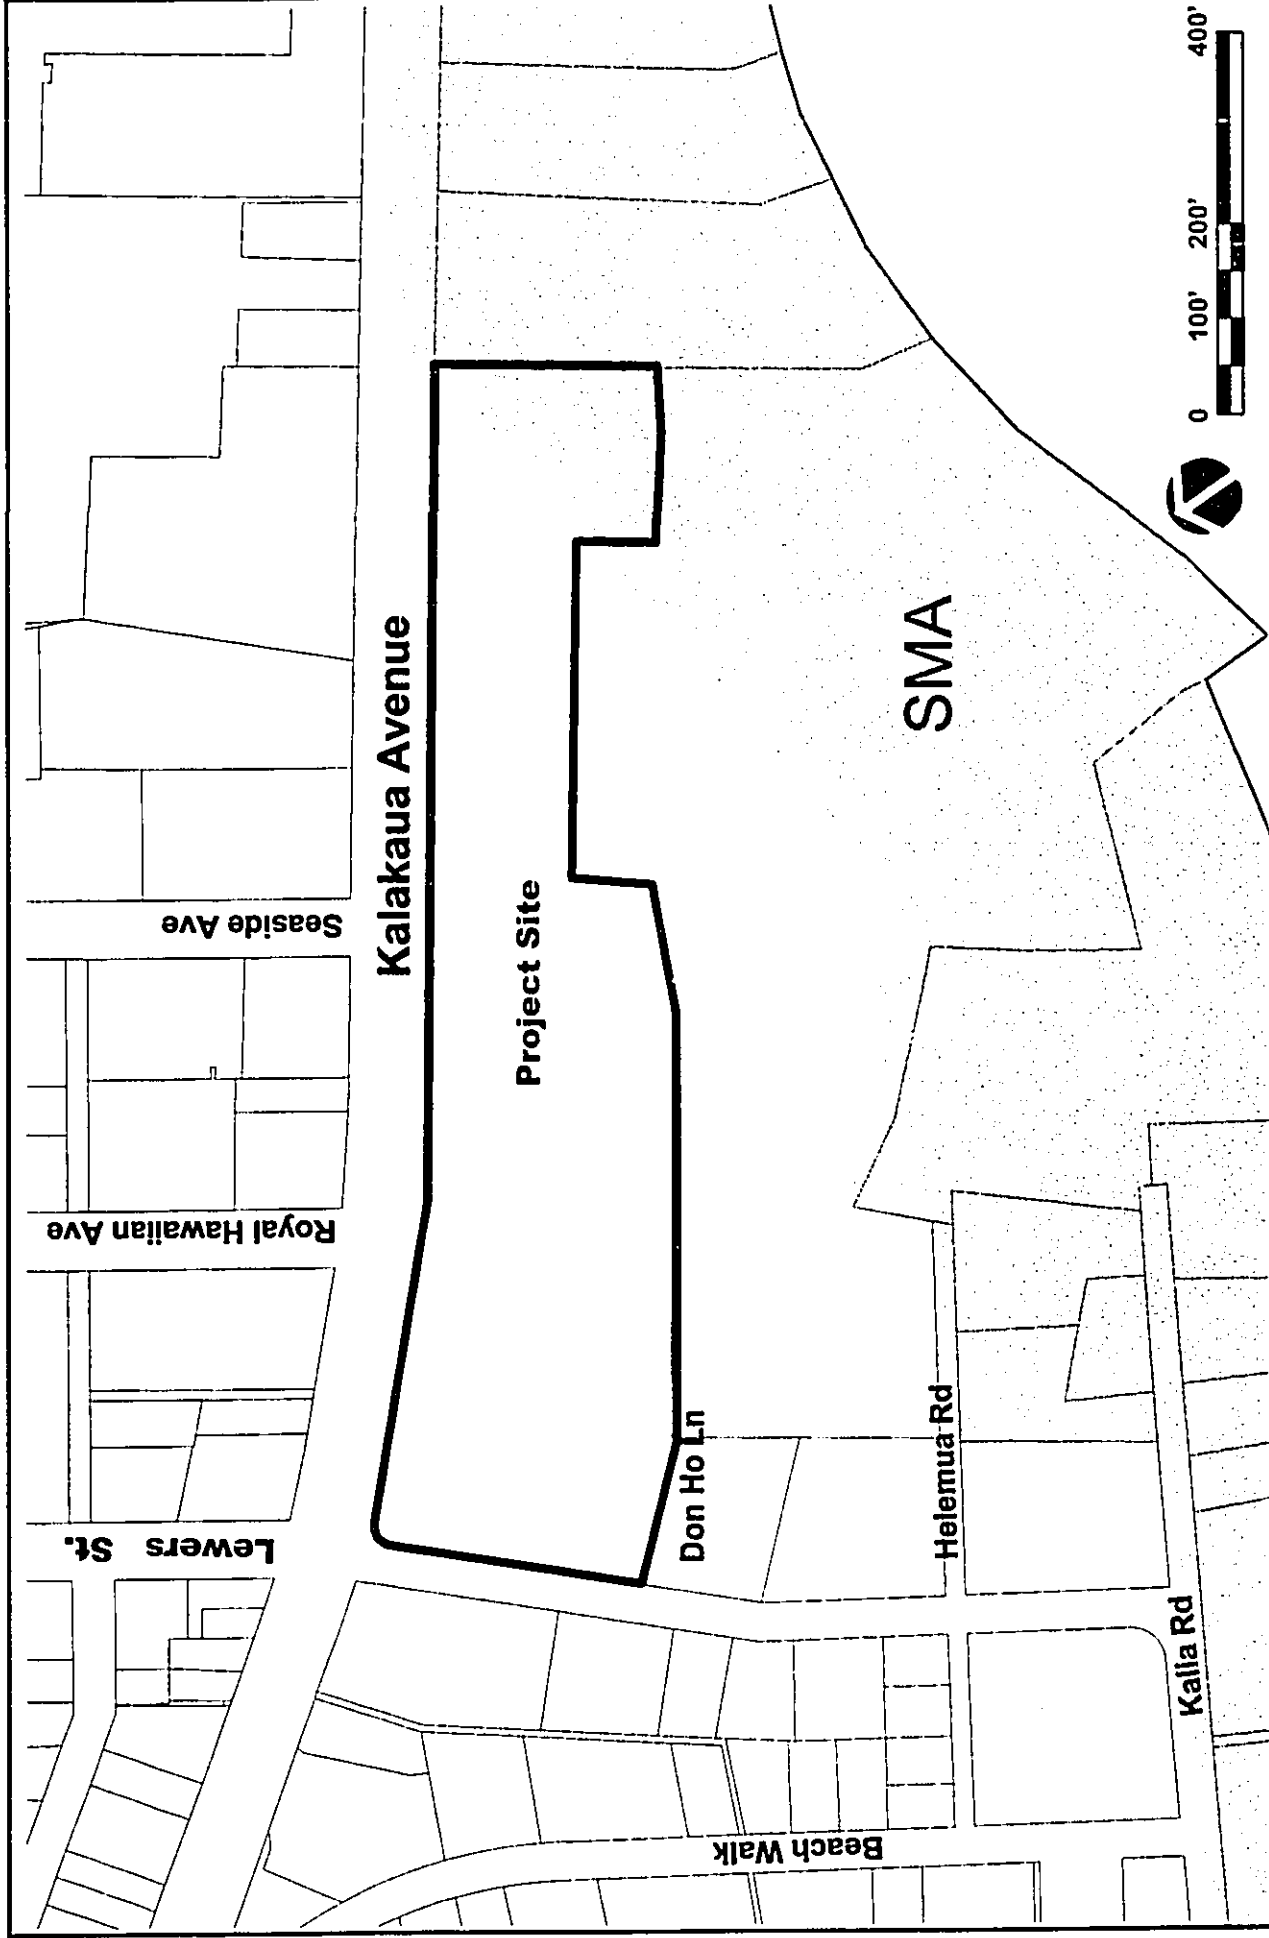 Lewers St.
Royal Hawaiian Ave
Seaside Ave
Kalakaua Avenue
Project Site
Don Ho Ln
Beach Walk
Helemua Rd
SMA
Kalia Rd
0 100' 200' 400'